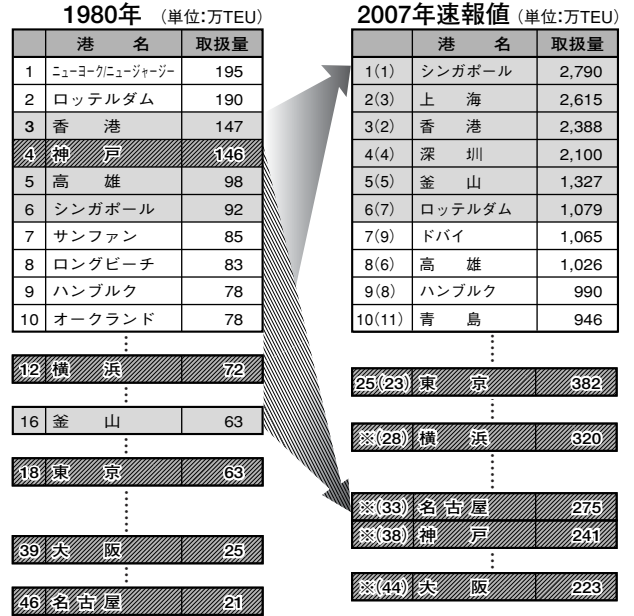 1980年 (単位:万TEU)
港 名 取扱量
1 ニューヨーク/ニュージャージー 195
2 ロッテルダム 190
3 香 港 147
4 神 戸 146
5 高 雄 98
6 シンガポール 92
7 サンファン 85
8 ロングビーチ 83
9 ハンブルク 78
10 オークランド 78
12 横 浜 72
16 釜 山 63
18 東 京 63
39 大 阪 25
46 名 古 屋 21
2007年速報値 (単位:万TEU)
港 名 取扱量
1(1) シンガポール 2,790
2(3) 上 海 2,615
3(2) 香 港 2,388
4(4) 深 圳 2,100
5(5) 釜 山 1,327
6(7) ロッテルダム 1,079
7(9) ドバイ 1,065
8(6) 高 雄 1,026
9(8) ハンブルク 990
10(11) 青 島 946
25(23) 東 京 382
※(28) 横 浜 320
※(33) 名 古 屋 275
※(38) 神 戸 241
※(44) 大 阪 223